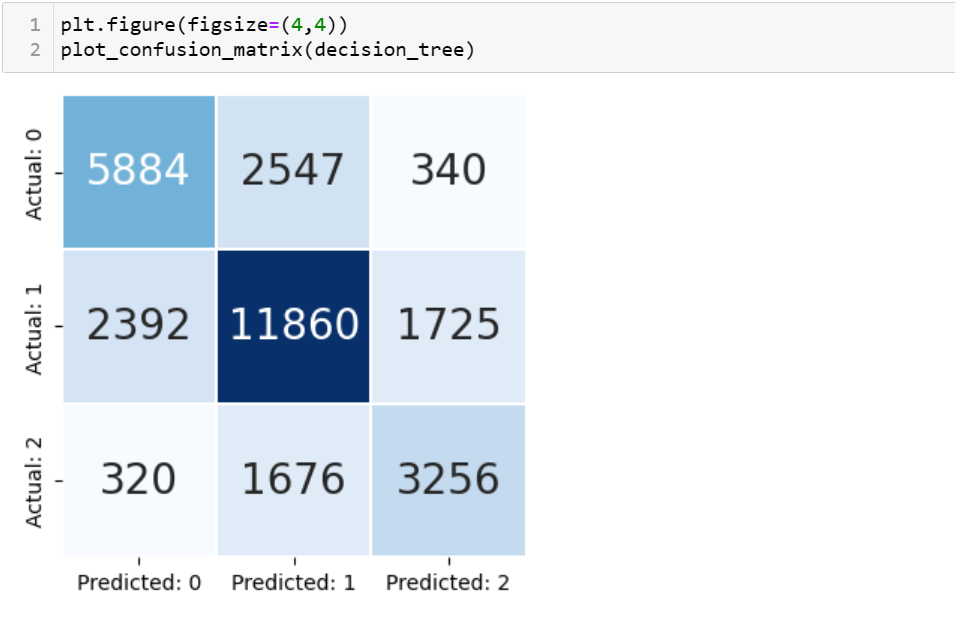 1 plt.figure(figsize=(4,4))
2 plot_confusion_matrix(decision_tree)
Actual: 0 5884 2547 340
Actual: 1 2392 11860 1725
Actual: 2 320 1676 3256
Predicted: 0 Predicted: 1 Predicted: 2